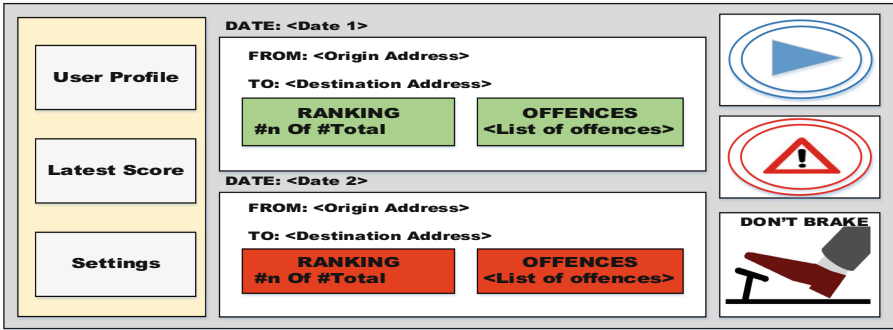 User Profile
Latest Score
Settings
DATE: <Date 1>
FROM: <Origin Address>
TO: <Destination Address>
RANKING
#n Of #Total
OFFENCES
<List of offences>
DATE: <Date 2>
FROM: <Origin Address>
TO: <Destination Address>
RANKING
#n Of #Total
OFFENCES
<List of offences>
!
DON'T BRAKE